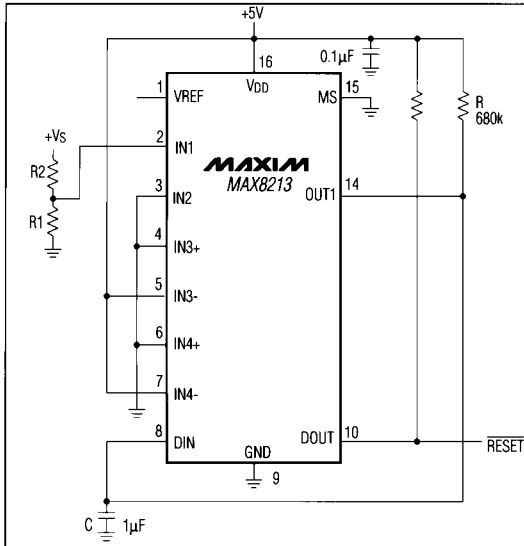 +5V
0.1µF
16
VDD
1
VREF
15
MS
+VS
R2
R1
2
IN1
MAXIM
MAX8213
R
680k
3
IN2
14
OUT1
4
IN3+
5
IN3-
6
IN4+
7
IN4-
8
DIN
GND
9
DOUT
10
RESET
C
1µF